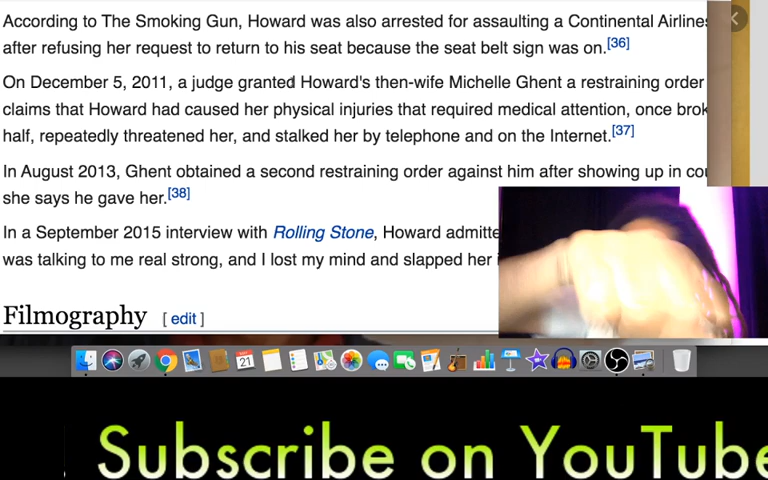 According to The Smoking Gun, Howard was also arrested for assaulting a Continental Airlines
after refusing her request to return to his seat because the seat belt sign was on.[36]
On December 5, 2011, a judge granted Howard's then-wife Michelle Ghent a restraining order
claims that Howard had caused her physical injuries that required medical attention, once
half, repeatedly threatened her, and stalked her by telephone and on the Internet.[37]
In August 2013, Ghent obtained a second restraining order against him after showing up in
she says he gave her.[38]
In a September 2015 interview with Rolling Stone, Howard
was talking to me real strong, and I lost my mind and slapped her
Filmography [ edit ]
21
Subscribe on YouTube